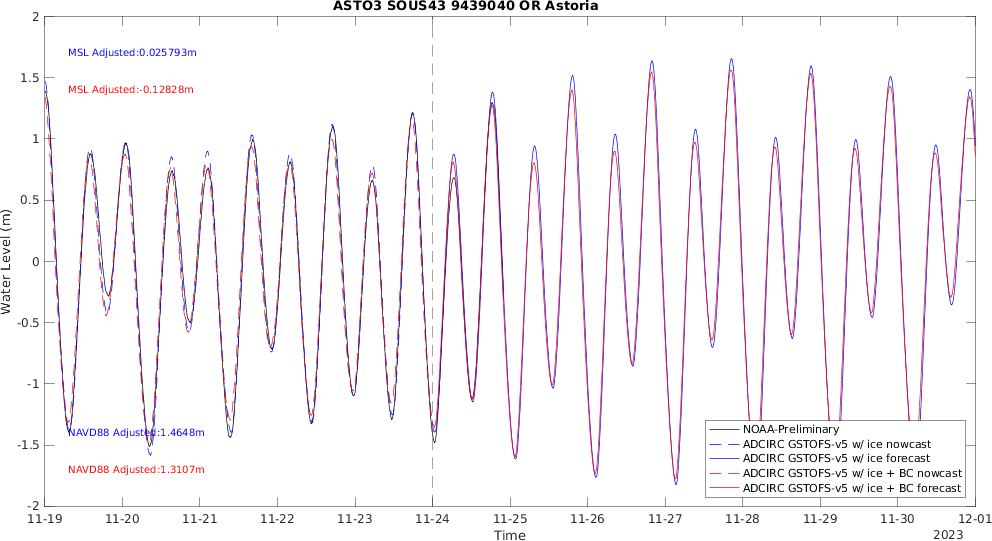 ASTO3 SOUS43 9439040 OR Astoria
2
1.5
1
0.5
0
-0.5
-1
-1.5
-2
Water Level (m)
MSL Adjusted:0.025793m
MSL Adjusted:-0.12828m
NAVD88 Adjusted:1.4648m
NAVD88 Adjusted:1.3107m
NOAA-Preliminary
ADCIRC GSTOFS-v5 w/ ice nowcast
ADCIRC GSTOFS-v5 w/ ice forecast
ADCIRC GSTOFS-v5 w/ ice + BC nowcast
ADCIRC GSTOFS-v5 w/ ice + BC forecast
11-19 11-20 11-21 11-22 11-23 11-24 11-25 11-26 11-27 11-28 11-29 11-30 12-01
Time
2023